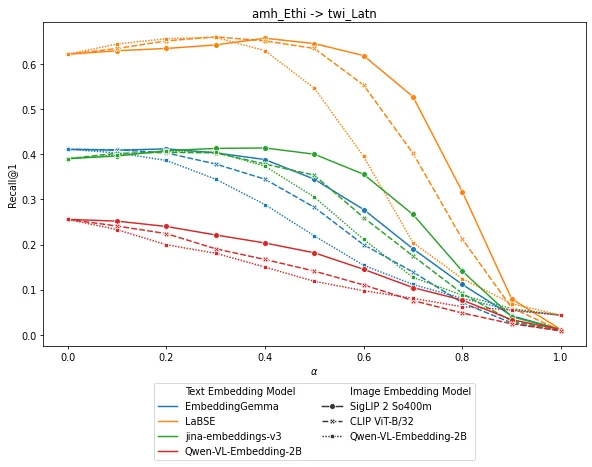 amh_Ethi -> twi_Latn
Recall@1
0.6
0.5
0.4
0.3
0.2
0.1
0.0
0.0 0.2 0.4 0.6 0.8 1.0
α
Text Embedding Model Image Embedding Model
EmbeddingGemma SigLIP 2 So400m
LaBSE CLIP ViT-B/32
jina-embeddings-v3 Qwen-VL-Embedding-2B
Qwen-VL-Embedding-2B